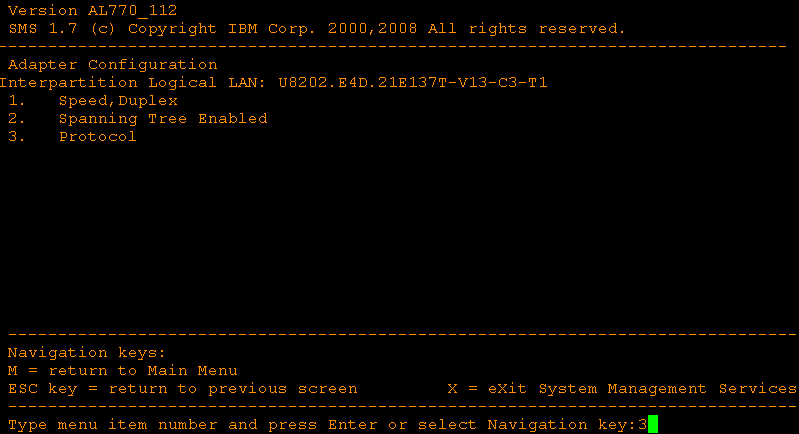 Version AL770_112
SMS 1.7 (c) Copyright IBM Corp. 2000,2008 All rights reserved.
-------------------------------------------------------------------------------
Adapter Configuration
Interpartition Logical LAN: U8202.E4D.21E137T-V13-C3-T1
1.   Speed,Duplex
2.   Spanning Tree Enabled
3.   Protocol
-------------------------------------------------------------------------------
Navigation keys:
M = return to Main Menu
ESC key = return to previous screen         X = eXit System Management Services
-------------------------------------------------------------------------------
Type menu item number and press Enter or select Navigation key:3